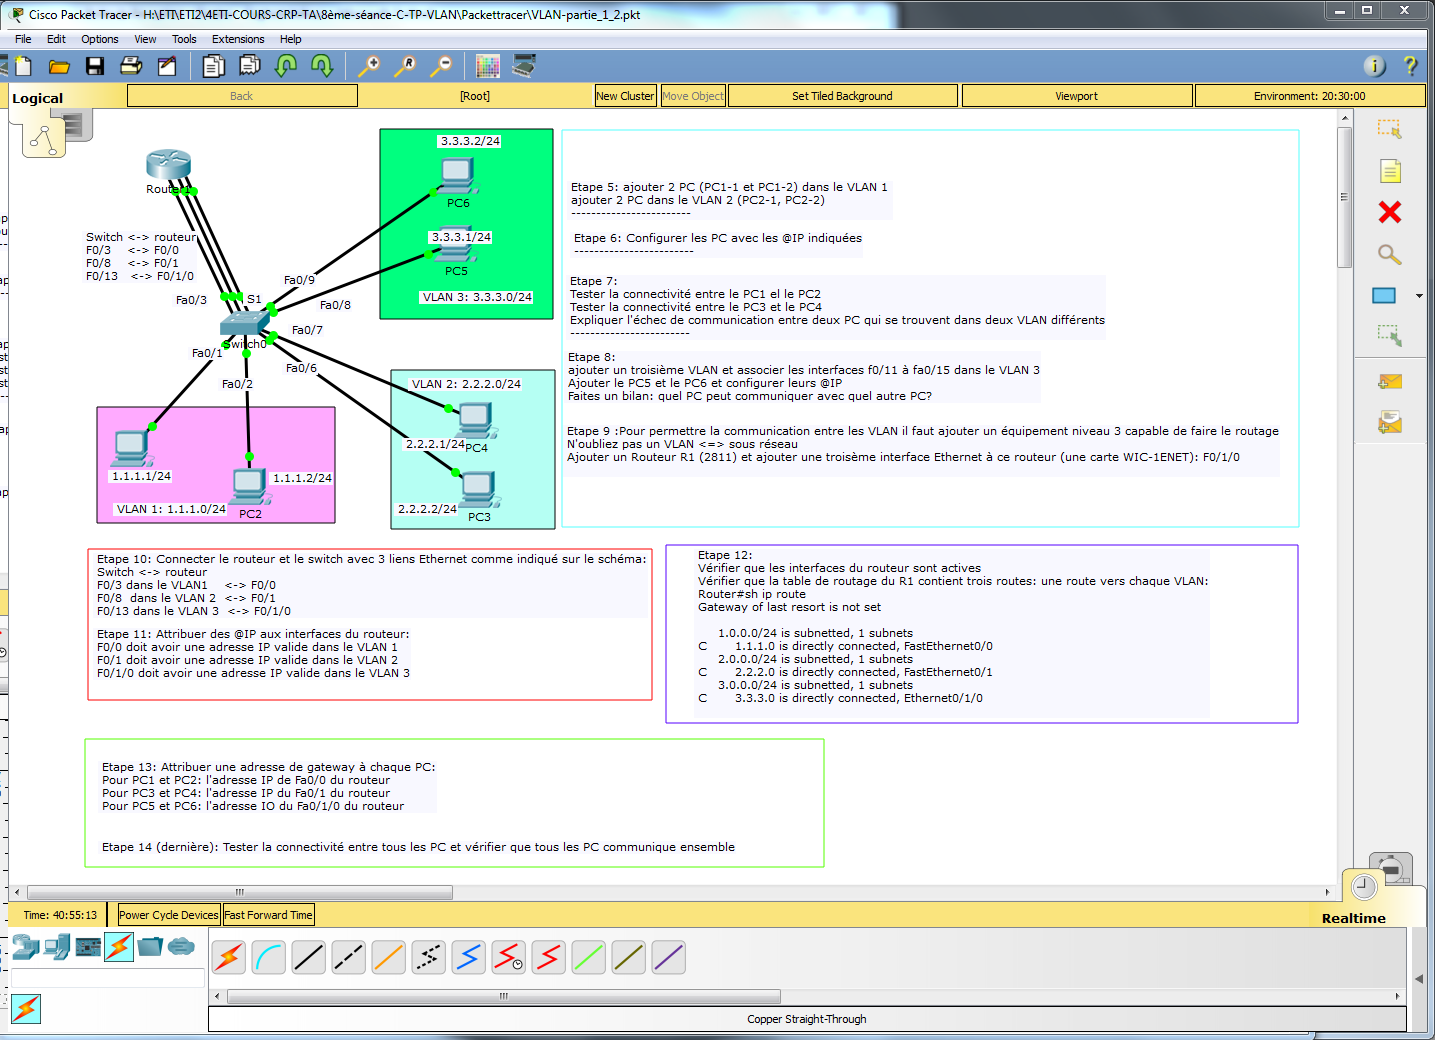 Cisco Packet Tracer - H:\ETI\ETI2\4ETI-COURS-CRP-TA\8ème-séance-C-TP-VLAN\Packettracer\VLAN-partie_1_2.pkt
File Edit Options View Tools Extensions Help
Logical
Back
[Root]
New Cluster
Move Object
Set Tiled Background
Viewport
Environment: 20:30:00
Router1
Switch <-> routeur
F0/3 <-> F0/0
F0/8 <-> F0/1
F0/13 <-> F0/1/0
3.3.3.2/24
PC6
3.3.3.1/24
PC5
VLAN 3: 3.3.3.0/24
Fa0/9
Fa0/8
Fa0/3
S1
Switch0
Fa0/7
Fa0/1
Fa0/6
Fa0/2
VLAN 2: 2.2.2.0/24
2.2.2.1/24
PC4
2.2.2.2/24
PC3
1.1.1.1/24
1.1.1.2/24
VLAN 1: 1.1.1.0/24
PC2
Etape 5: ajouter 2 PC (PC1-1 et PC1-2) dans le VLAN 1
ajouter 2 PC dans le VLAN 2 (PC2-1, PC2-2)
------------------------
Etape 6: Configurer les PC avec les @IP indiquées
------------------------
Etape 7:
Tester la connectivité entre le PC1 el le PC2
Tester la connectivité entre le PC3 et le PC4
Expliquer l'échec de communication entre deux PC qui se trouvent dans deux VLAN différents
------------------------
Etape 8:
ajouter un troisième VLAN et associer les interfaces f0/11 à fa0/15 dans le VLAN 3
Ajouter le PC5 et le PC6 et configurer leurs @IP
Faites un bilan: quel PC peut communiquer avec quel autre PC?
Etape 9 :Pour permettre la communication entre les VLAN il faut ajouter un équipement niveau 3 capable de faire le routage
N'oubliez pas un VLAN <=> sous réseau
Ajouter un Routeur R1 (2811) et ajouter une troisèm interface Ethernet à ce routeur (une carte WIC-1ENET): F0/1/0
Etape 10: Connecter le routeur et le switch avec 3 liens Ethernet comme indiqué sur le schéma:
Switch <-> routeur
F0/3 dans le VLAN1 <-> F0/0
F0/8 dans le VLAN 2 <-> F0/1
F0/13 dans le VLAN 3 <-> F0/1/0
Etape 11: Attribuer des @IP aux interfaces du routeur:
F0/0 doit avoir une adresse IP valide dans le VLAN 1
F0/1 doit avoir une adresse IP valide dans le VLAN 2
F0/1/0 doit avoir une adresse IP valide dans le VLAN 3
Etape 12:
Vérifier que les interfaces du routeur sont actives
Vérifier que la table de routage du R1 contient trois routes: une route vers chaque VLAN:
Router#sh ip route
Gateway of last resort is not set
1.0.0.0/24 is subnetted, 1 subnets
C 1.1.1.0 is directly connected, FastEthernet0/0
2.0.0.0/24 is subnetted, 1 subnets
C 2.2.2.0 is directly connected, FastEthernet0/1
3.0.0.0/24 is subnetted, 1 subnets
C 3.3.3.0 is directly connected, Ethernet0/1/0
Etape 13: Attribuer une adresse de gateway à chaque PC:
Pour PC1 et PC2: l'adresse IP de Fa0/0 du routeur
Pour PC3 et PC4: l'adresse IP du Fa0/1 du routeur
Pour PC5 et PC6: l'adresse IO du Fa0/1/0 du routeur
Etape 14 (dernière): Tester la connectivité entre tous les PC et vérifier que tous les PC communique ensemble
Time: 40:55:13
Power Cycle Devices
Fast Forward Time
Realtime
Copper Straight-Through